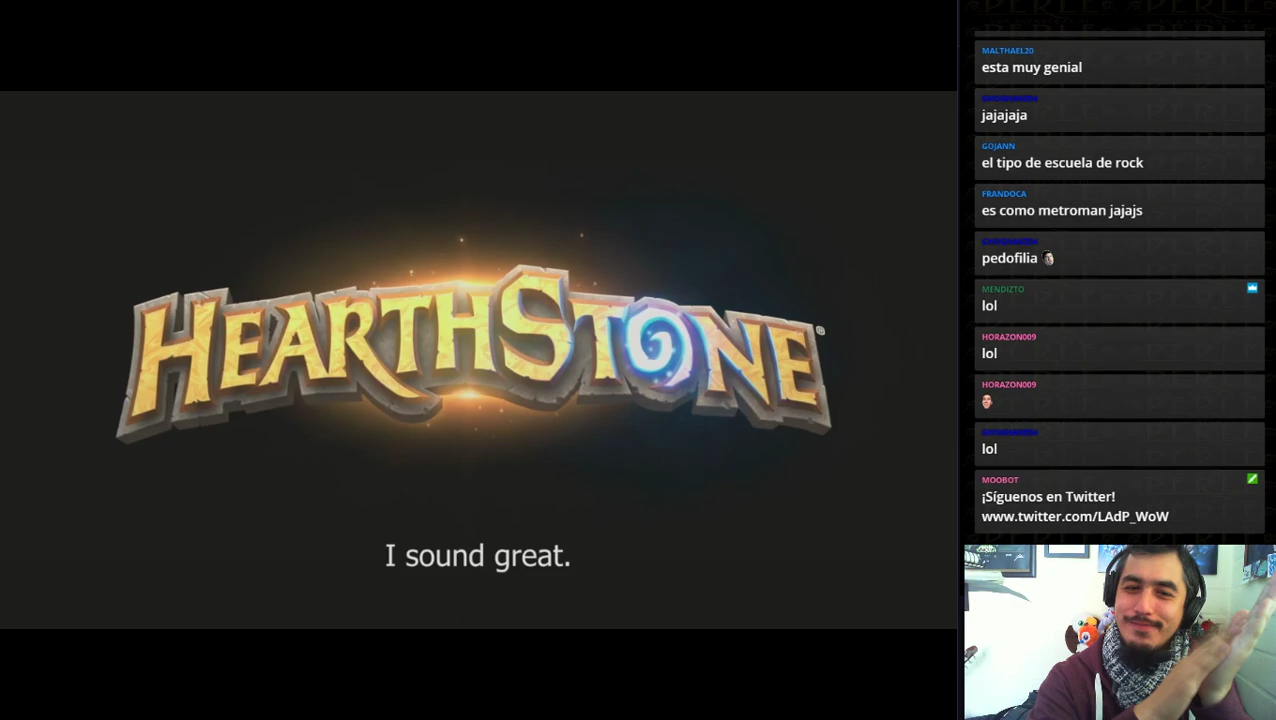 HEARTHSTONE®
I sound great.
MALTHAEL20
esta muy genial
jajajaja
GOJANN
el tipo de escuela de rock
FRANDOCA
es como metroman jajajs
pedofilia
MENDIZTO
lol
HORAZON009
lol
HORAZON009
lol
MOOBOT
¡Síguenos en Twitter!
www.twitter.com/LAdP_WoW